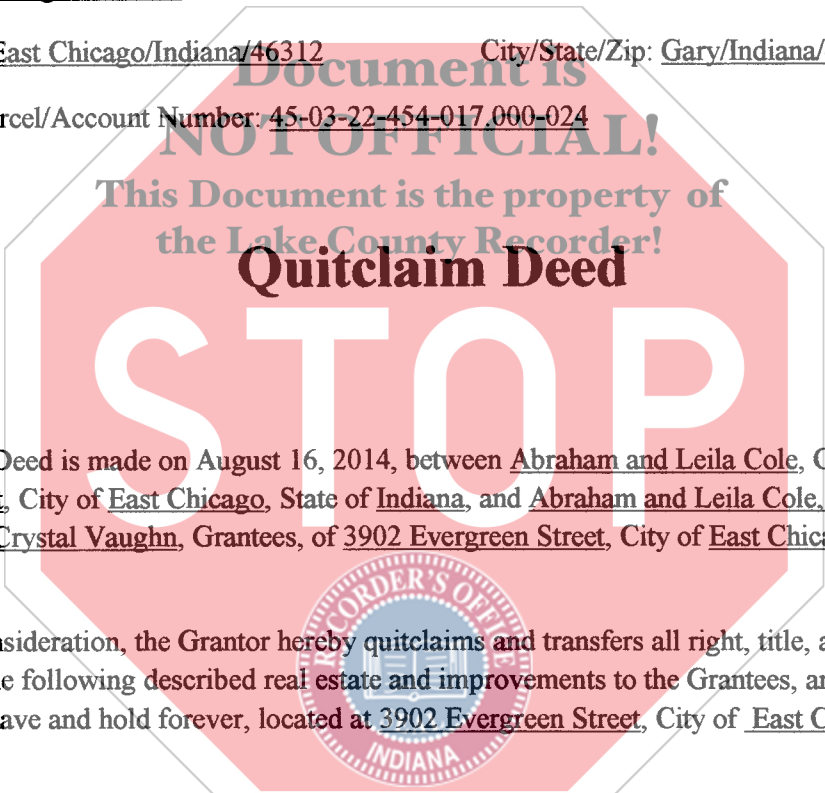 East Chicago/Indiana/46312 City/State/Zip: Gary/Indiana/
Document is
rcel/Account Number: 45-03-22-454-017.000-024
NOT OFFICIAL!
This Document is the property of
the Lake County Recorder!
Quitclaim Deed
STOP
Deed is made on August 16, 2014, between Abraham and Leila Cole,
, City of East Chicago, State of Indiana, and Abraham and Leila Cole,
Crystal Vaughn, Grantees, of 3902 Evergreen Street, City of East Chica
RECORDER'S OFFICE
nsideration, the Grantor hereby quitclaims and transfers all right, title, a
e following described real estate and improvements to the Grantees, an
ave and hold forever, located at 3902 Evergreen Street, City of East C
INDIANA